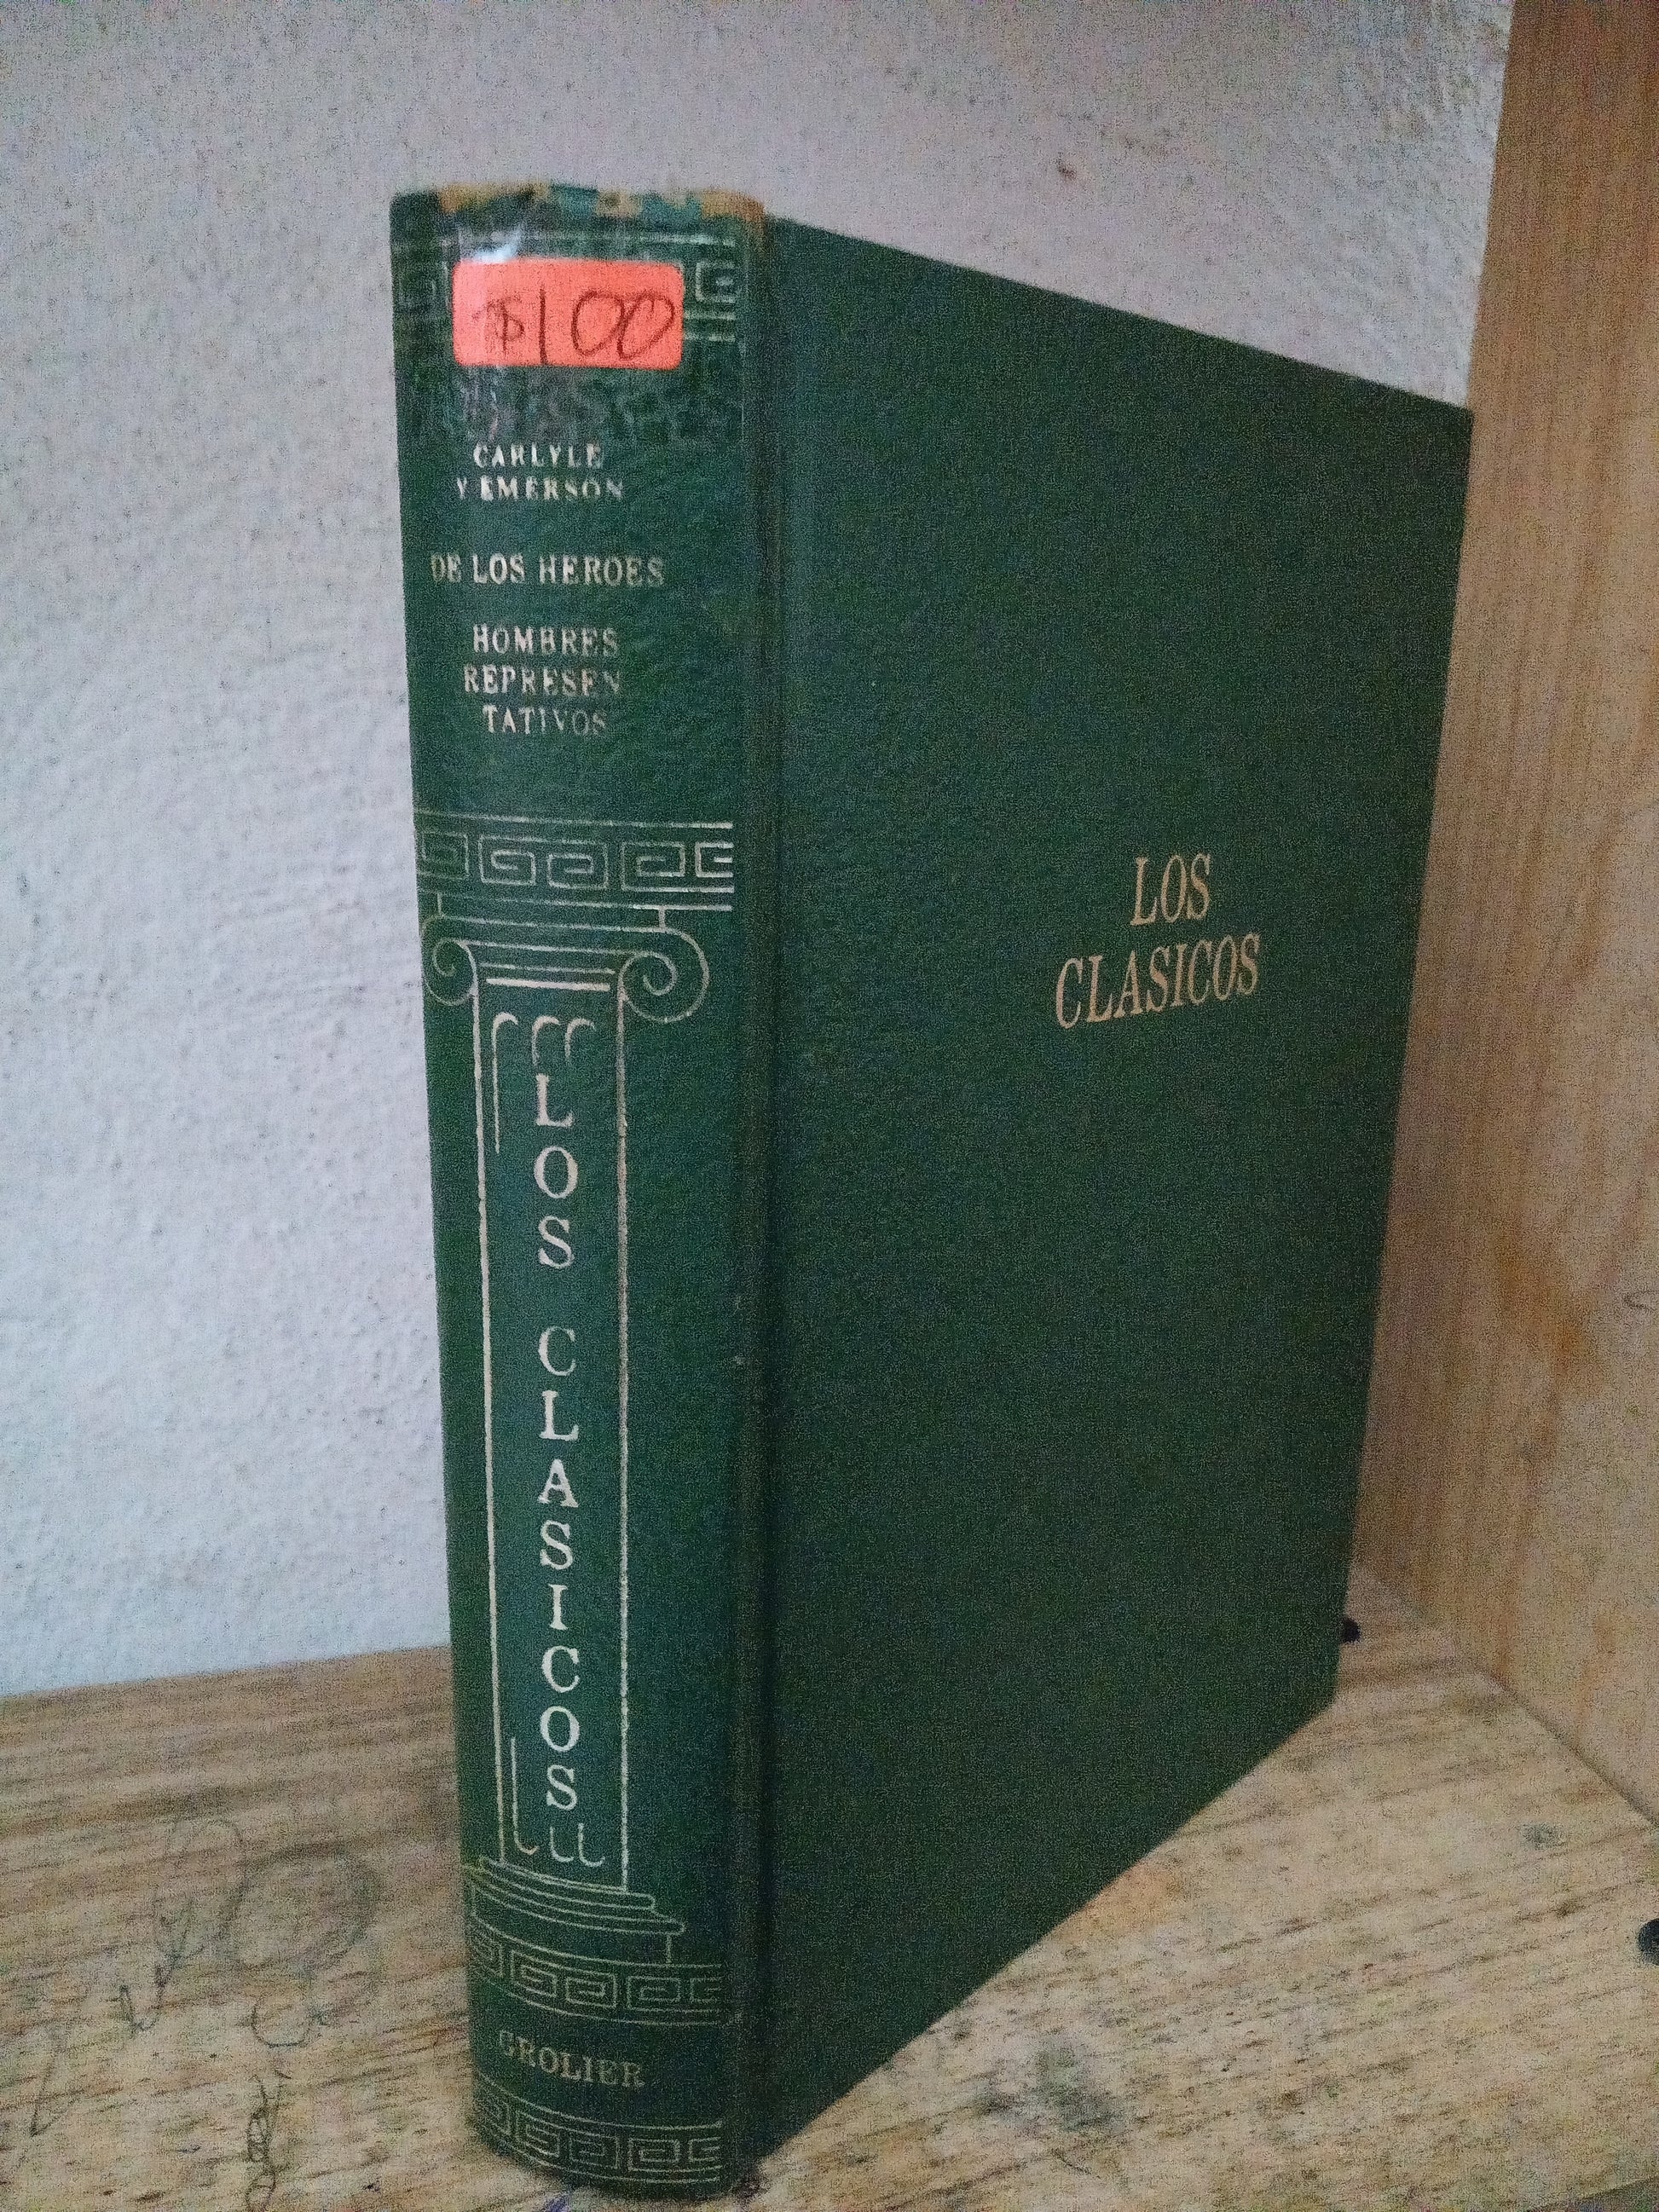 $100
CARLYLE
Y EMERSON
DE LOS HEROES
HOMBRES
REPRESEN
TATIVOS
LOS CLASICOS
GROLIER
LOS
CLASICOS